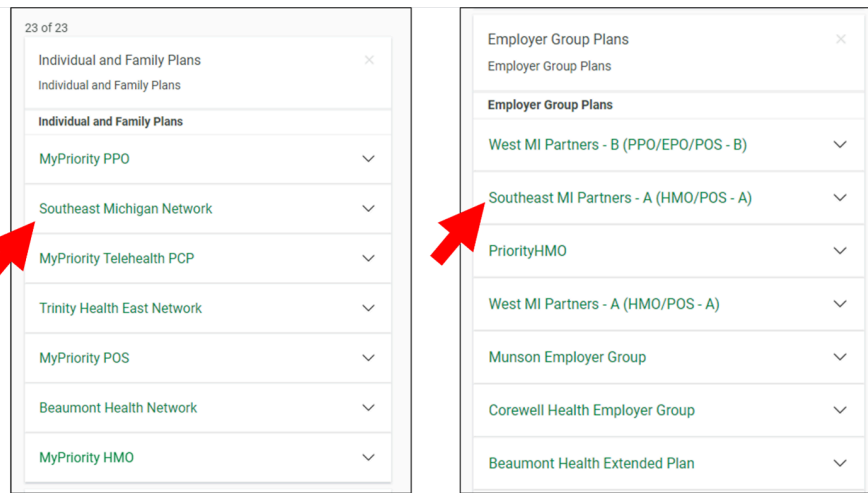 23 of 23
Individual and Family Plans
Individual and Family Plans
Individual and Family Plans
MyPriority PPO
Southeast Michigan Network
MyPriority Telehealth PCP
Trinity Health East Network
MyPriority POS
Beaumont Health Network
MyPriority HMO
Employer Group Plans
Employer Group Plans
Employer Group Plans
West MI Partners - B (PPO/EPO/POS - B)
Southeast MI Partners - A (HMO/POS - A)
PriorityHMO
West MI Partners - A (HMO/POS - A)
Munson Employer Group
Corewell Health Employer Group
Beaumont Health Extended Plan